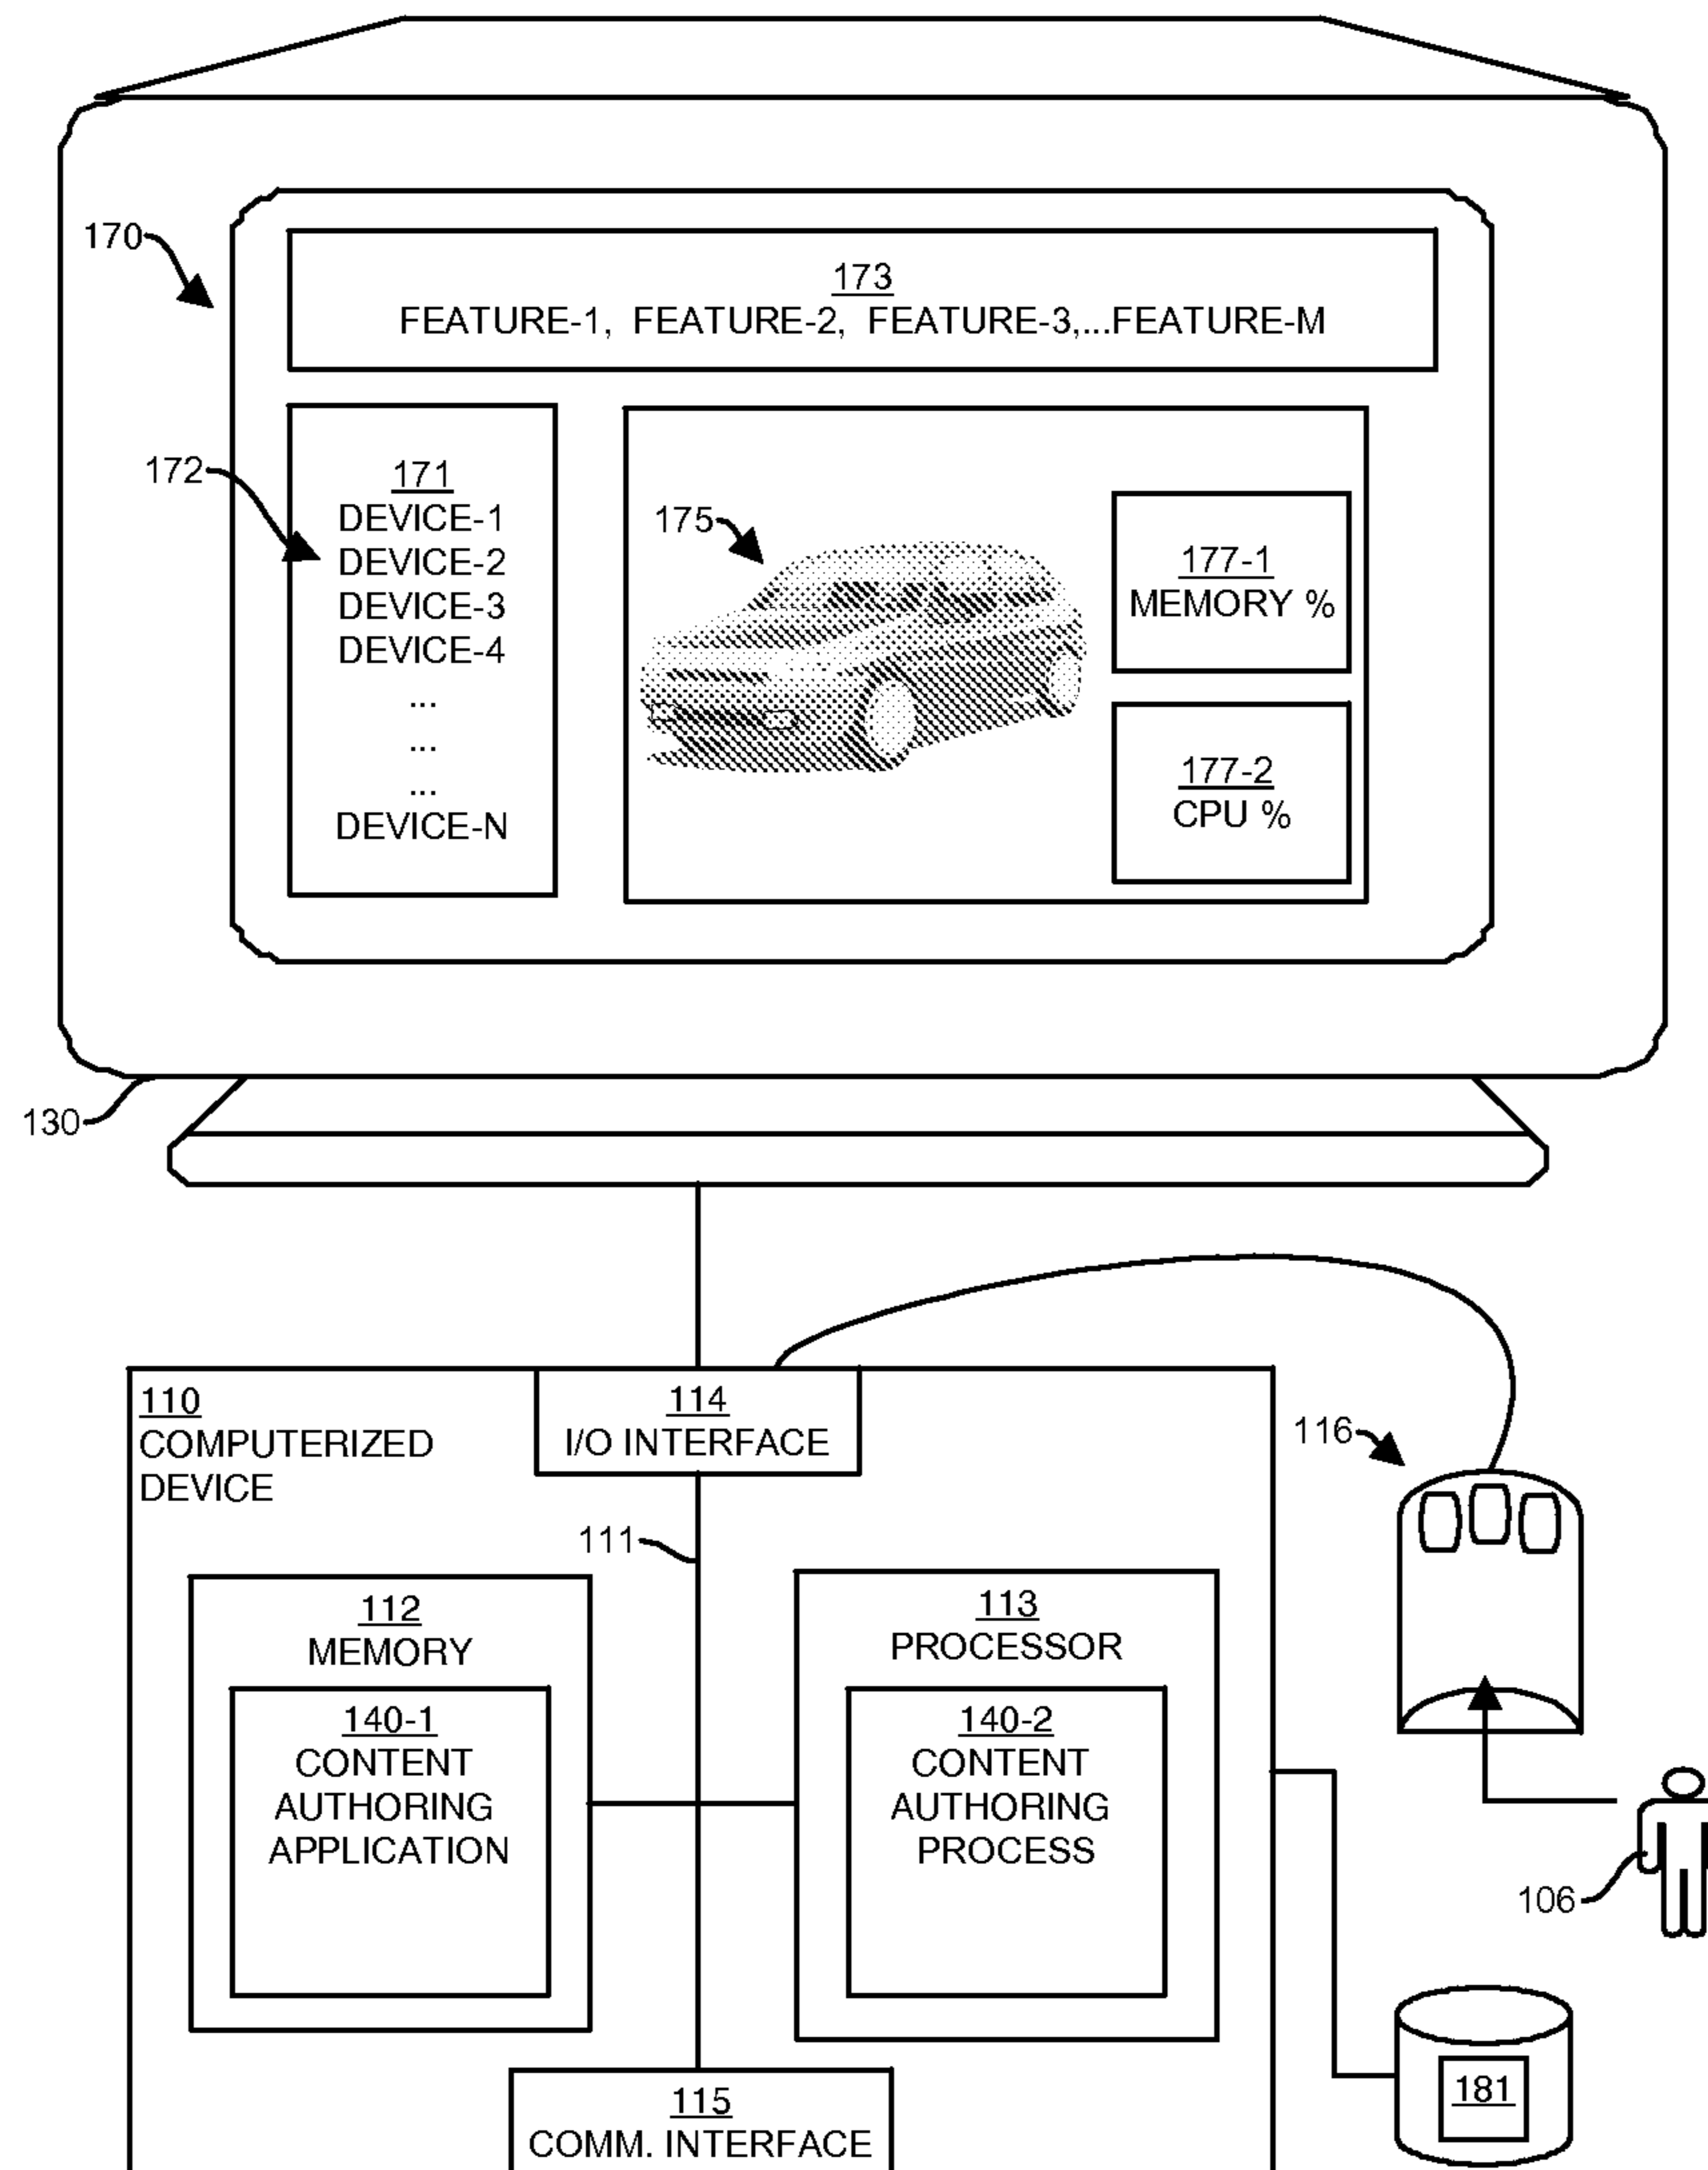 170
173
FEATURE-1, FEATURE-2, FEATURE-3,...FEATURE-M
172
171
DEVICE-1
DEVICE-2
DEVICE-3
DEVICE-4
...
...
...
DEVICE-N
175
177-1
MEMORY %
177-2
CPU %
130
110
COMPUTERIZED
DEVICE
114
I/O INTERFACE
116
111
112
MEMORY
140-1
CONTENT
AUTHORING
APPLICATION
113
PROCESSOR
140-2
CONTENT
AUTHORING
PROCESS
106
115
COMM. INTERFACE
181